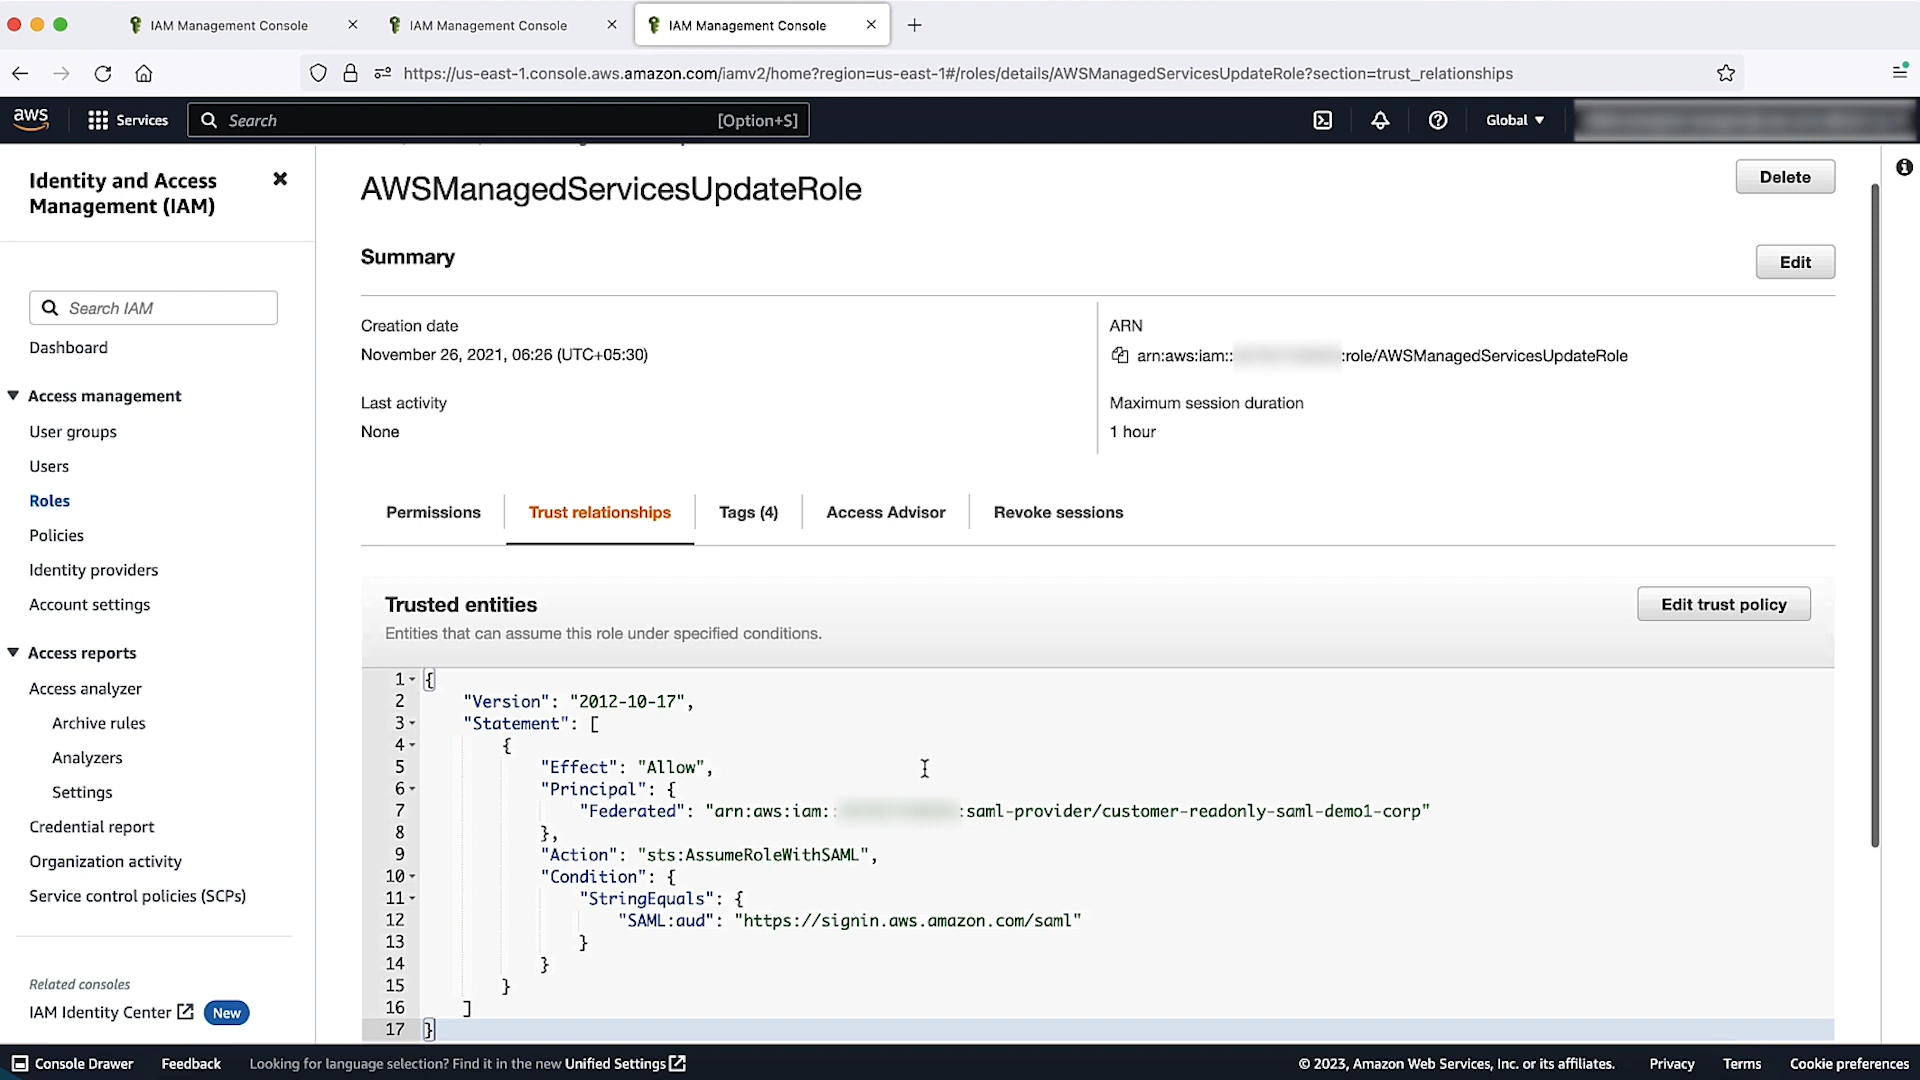 IAM Management Console
IAM Management Console
IAM Management Console
https://us-east-1.console.aws.amazon.com/iamv2/home?region=us-east-1#/roles/details/AWSManagedServicesUpdateRole?section=trust_relationships
aws
Services
Search
[Option+S]
Global
Identity and Access
Management (IAM)
Search IAM
Dashboard
Access management
User groups
Users
Roles
Policies
Identity providers
Account settings
Access reports
Access analyzer
Archive rules
Analyzers
Settings
Credential report
Organization activity
Service control policies (SCPs)
Related consoles
IAM Identity Center
New
AWSManagedServicesUpdateRole
Delete
Summary
Edit
Creation date
November 26, 2021, 06:26 (UTC+05:30)
ARN
arn:aws:iam:: :role/AWSManagedServicesUpdateRole
Last activity
None
Maximum session duration
1 hour
Permissions
Trust relationships
Tags (4)
Access Advisor
Revoke sessions
Trusted entities
Entities that can assume this role under specified conditions.
Edit trust policy
1 {
2 "Version": "2012-10-17",
3 "Statement": [
4 {
5 "Effect": "Allow",
6 "Principal": {
7 "Federated": "arn:aws:iam: :saml-provider/customer-readonly-saml-demo1-corp"
8 },
9 "Action": "sts:AssumeRoleWithSAML",
10 "Condition": {
11 "StringEquals": {
12 "SAML:aud": "https://signin.aws.amazon.com/saml"
13 }
14 }
15 }
16 ]
17 }
Console Drawer
Feedback
Looking for language selection? Find it in the new Unified Settings
© 2023, Amazon Web Services, Inc. or its affiliates.
Privacy
Terms
Cookie preferences